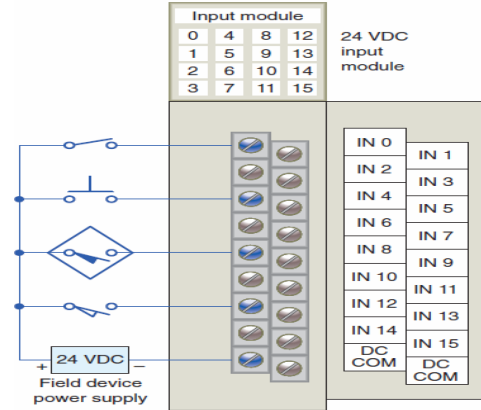 Input module
0 4 8 12
1 5 9 13
2 6 10 14
3 7 11 15
24 VDC
input
module
IN 0
IN 1
IN 2
IN 3
IN 4
IN 5
IN 6
IN 7
IN 8
IN 9
IN 10
IN 11
IN 12
IN 13
IN 14
IN 15
DC
COM
DC
COM
24 VDC
+ –
Field device
power supply